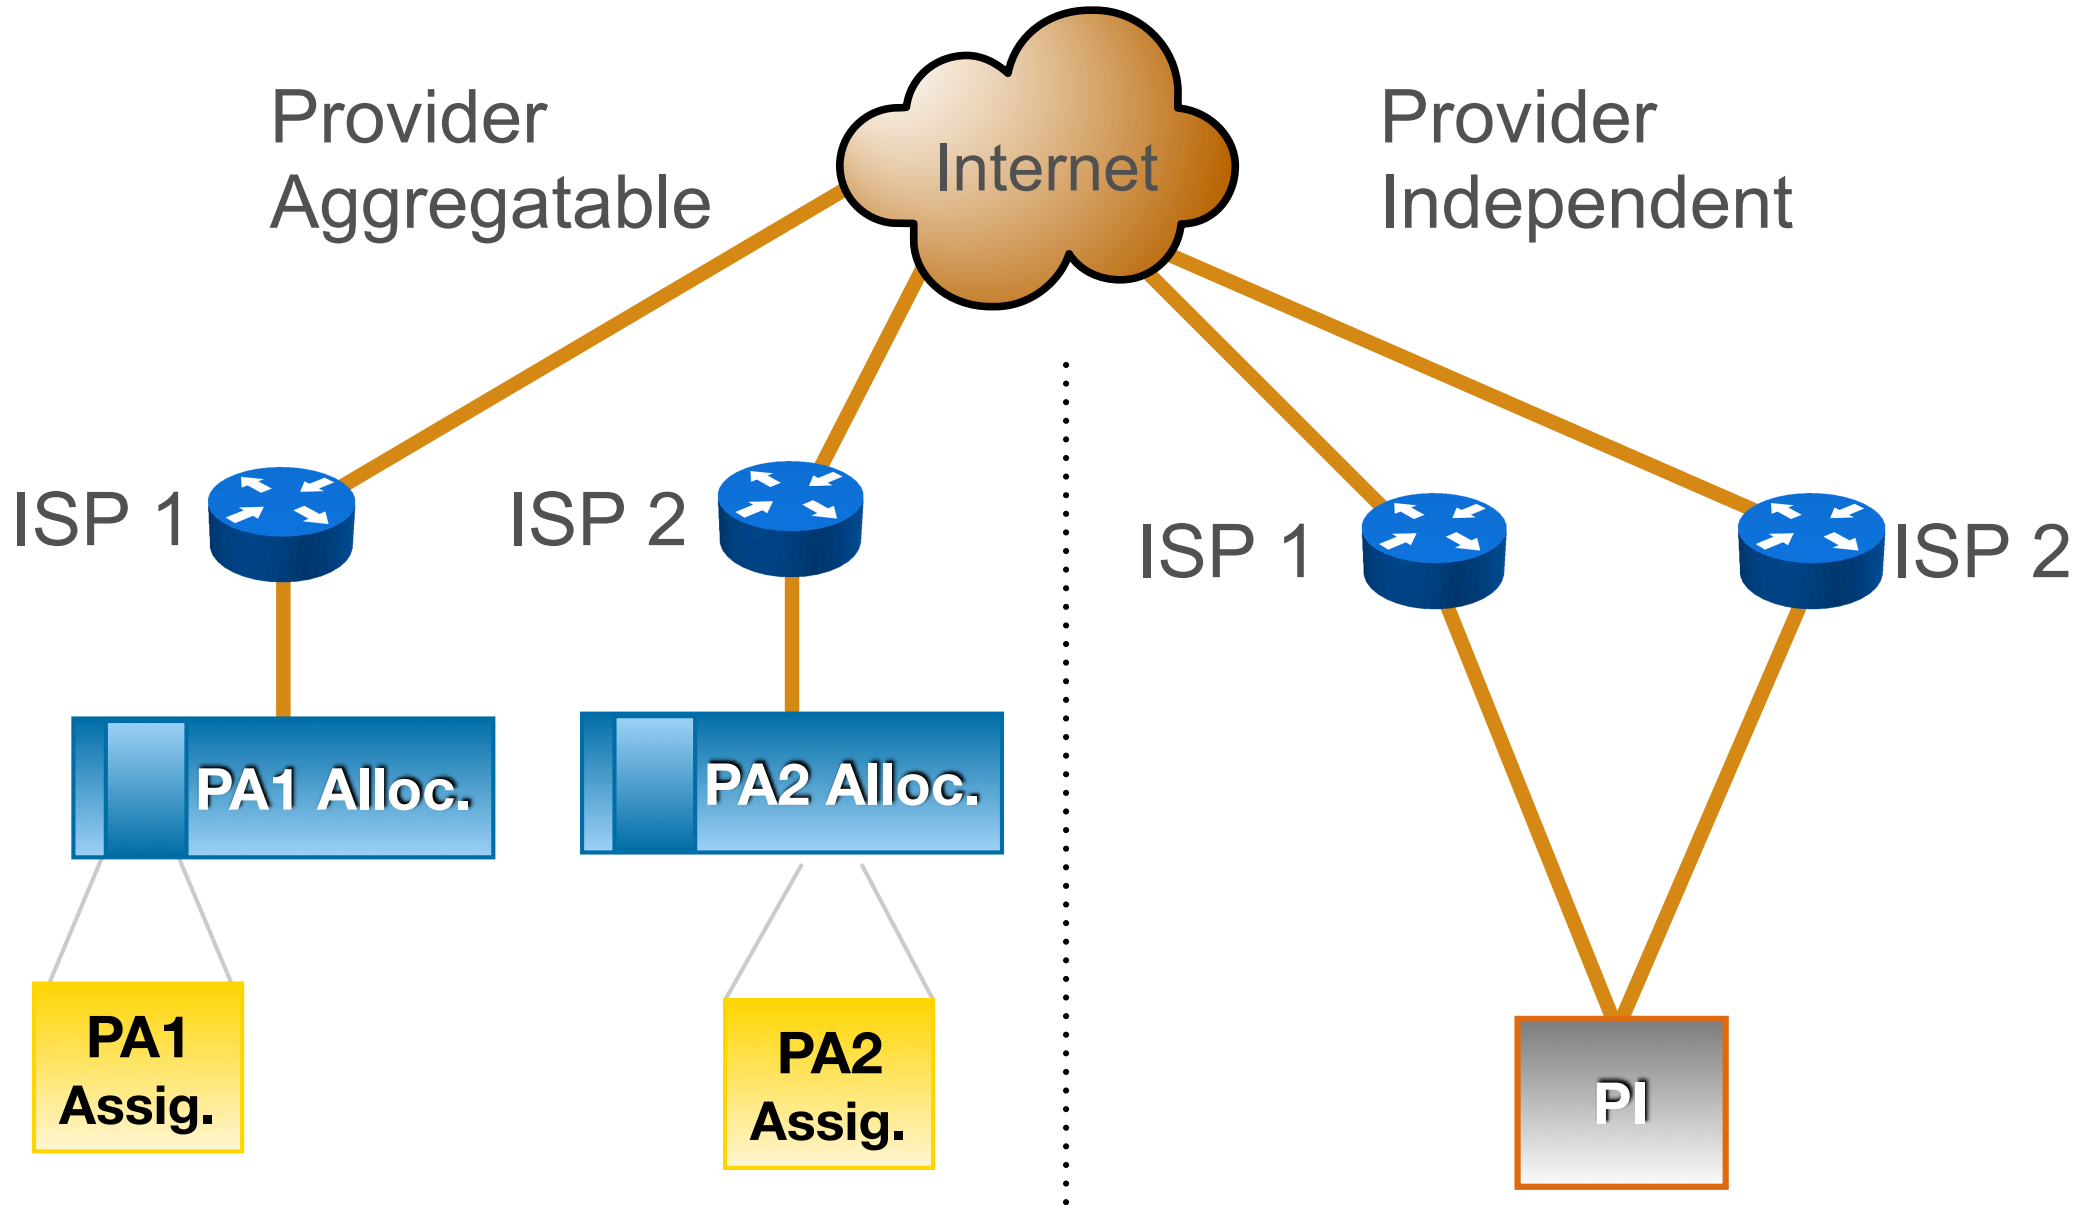 Provider
Aggregatable
Internet
Provider
Independent
ISP 1
ISP 2
ISP 1
ISP 2
PA1 Alloc.
PA2 Alloc.
PA1
Assig.
PA2
Assig.
PI